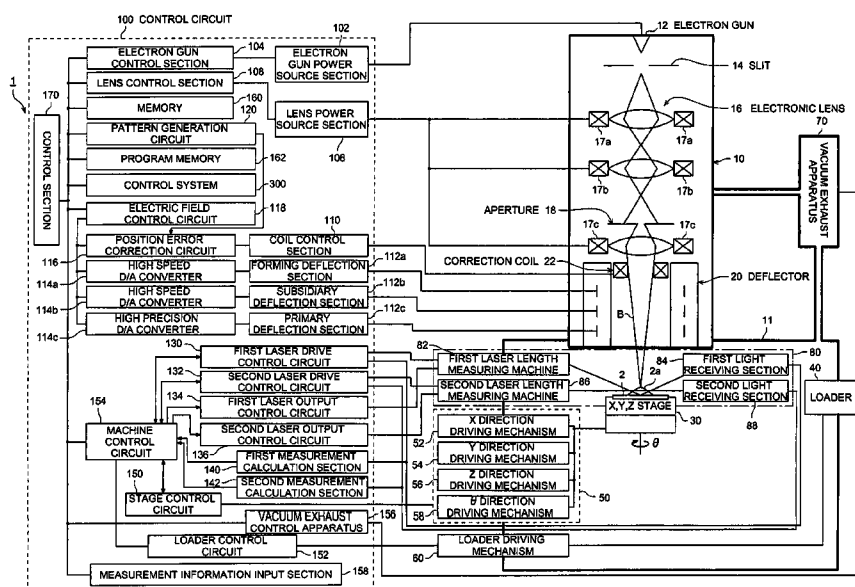 100 CONTROL CIRCUIT
1
170
CONTROL SECTION
104
ELECTRON GUN CONTROL SECTION
102
ELECTRON GUN POWER SOURCE SECTION
108
LENS CONTROL SECTION
MEMORY
160
LENS POWER SOURCE SECTION
106
120
PATTERN GENERATION CIRCUIT
PROGRAM MEMORY
162
CONTROL SYSTEM
300
ELECTRIC FIELD CONTROL CIRCUIT
118
POSITION ERROR CORRECTION CIRCUIT
116
COIL CONTROL SECTION
110
HIGH SPEED D/A CONVERTER
114a
FORMING DEFLECTION SECTION
112a
HIGH SPEED D/A CONVERTER
114b
SUBSIDIARY DEFLECTION SECTION
112b
HIGH PRECISION D/A CONVERTER
114c
PRIMARY DEFLECTION SECTION
112c
130
FIRST LASER DRIVE CONTROL CIRCUIT
132
SECOND LASER DRIVE CONTROL CIRCUIT
134
FIRST LASER OUTPUT CONTROL CIRCUIT
SECOND LASER OUTPUT CONTROL CIRCUIT
136
154
MACHINE CONTROL CIRCUIT
FIRST MEASUREMENT CALCULATION SECTION
140
SECOND MEASUREMENT CALCULATION SECTION
142
150
STAGE CONTROL CIRCUIT
VACUUM EXHAUST CONTROL APPARATUS
156
LOADER CONTROL CIRCUIT
152
MEASUREMENT INFORMATION INPUT SECTION
158
12 ELECTRON GUN
14 SLIT
16 ELECTRONIC LENS
17a
17a
10
17b
17b
APERTURE 18
17c
17c
CORRECTION COIL 22
20 DEFLECTOR
B
11
70
VACUUM EXHAUST APPARATUS
82
FIRST LASER LENGTH MEASURING MACHINE
SECOND LASER LENGTH MEASURING MACHINE
86
2
2a
84
FIRST LIGHT RECEIVING SECTION
80
SECOND LIGHT RECEIVING SECTION
88
40
LOADER
X,Y,Z STAGE
30
θ
X DIRECTION DRIVING MECHANISM
52
Y DIRECTION DRIVING MECHANISM
54
Z DIRECTION DRIVING MECHANISM
56
θ DIRECTION DRIVING MECHANISM
58
50
LOADER DRIVING MECHANISM
60